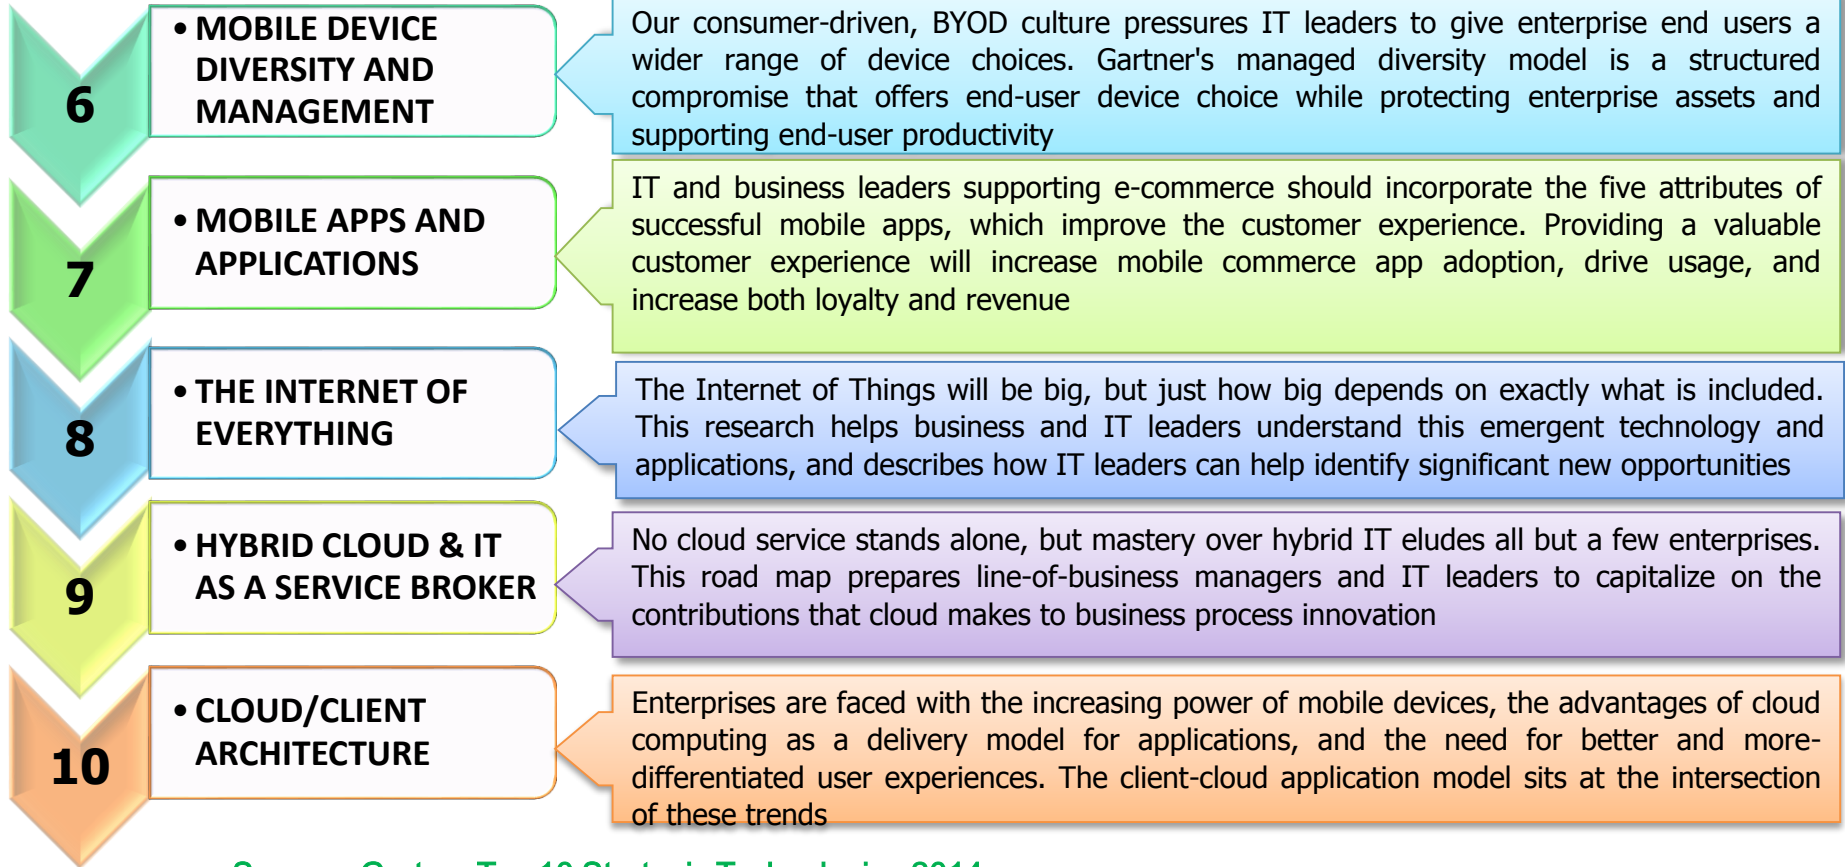 6
• MOBILE DEVICE
DIVERSITY AND
MANAGEMENT
Our consumer-driven, BYOD culture pressures IT leaders to give enterprise end users a
wider range of device choices. Gartner's managed diversity model is a structured
compromise that offers end-user device choice while protecting enterprise assets and
supporting end-user productivity
7
• MOBILE APPS AND
APPLICATIONS
IT and business leaders supporting e-commerce should incorporate the five attributes of
successful mobile apps, which improve the customer experience. Providing a valuable
customer experience will increase mobile commerce app adoption, drive usage, and
increase both loyalty and revenue
8
• THE INTERNET OF
EVERYTHING
The Internet of Things will be big, but just how big depends on exactly what is included.
This research helps business and IT leaders understand this emergent technology and
applications, and describes how IT leaders can help identify significant new opportunities
9
• HYBRID CLOUD & IT
AS A SERVICE BROKER
No cloud service stands alone, but mastery over hybrid IT eludes all but a few enterprises.
This road map prepares line-of-business managers and IT leaders to capitalize on the
contributions that cloud makes to business process innovation
10
• CLOUD/CLIENT
ARCHITECTURE
Enterprises are faced with the increasing power of mobile devices, the advantages of cloud
computing as a delivery model for applications, and the need for better and more-
differentiated user experiences. The client-cloud application model sits at the intersection
of these trends